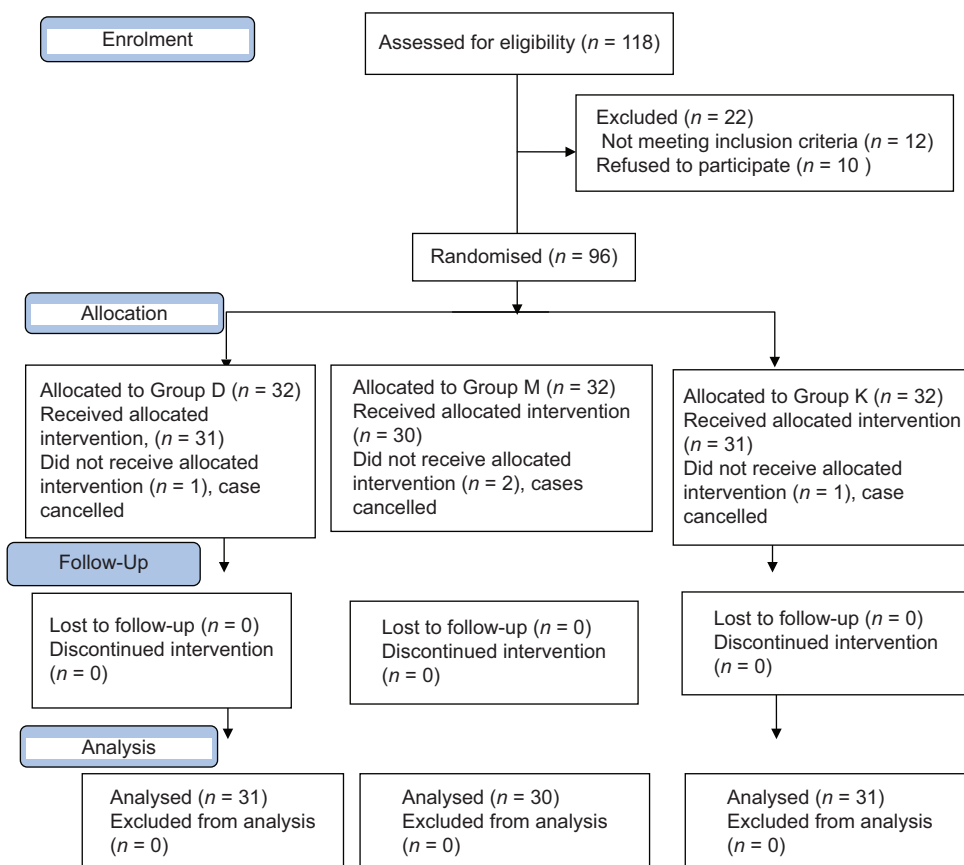 Enrolment
Assessed for eligibility (n = 118)
Excluded (n = 22)
Not meeting inclusion criteria (n = 12)
Refused to participate (n = 10 )
Randomised (n = 96)
Allocation
Allocated to Group D (n = 32)
Received allocated
intervention, (n = 31)
Did not receive allocated
intervention (n = 1), case
cancelled
Allocated to Group M (n = 32)
Received allocated intervention
(n = 30)
Did not receive allocated
intervention (n = 2), cases
cancelled
Allocated to Group K (n = 32)
Received allocated intervention
(n = 31)
Did not receive allocated
intervention (n = 1), case
cancelled
Follow-Up
Lost to follow-up (n = 0)
Discontinued intervention
(n = 0)
Lost to follow-up (n = 0)
Discontinued intervention
(n = 0)
Lost to follow-up (n = 0)
Discontinued intervention
(n = 0)
Analysis
Analysed (n = 31)
Excluded from analysis
(n = 0)
Analysed (n = 30)
Excluded from analysis
(n = 0)
Analysed (n = 31)
Excluded from analysis
(n = 0)